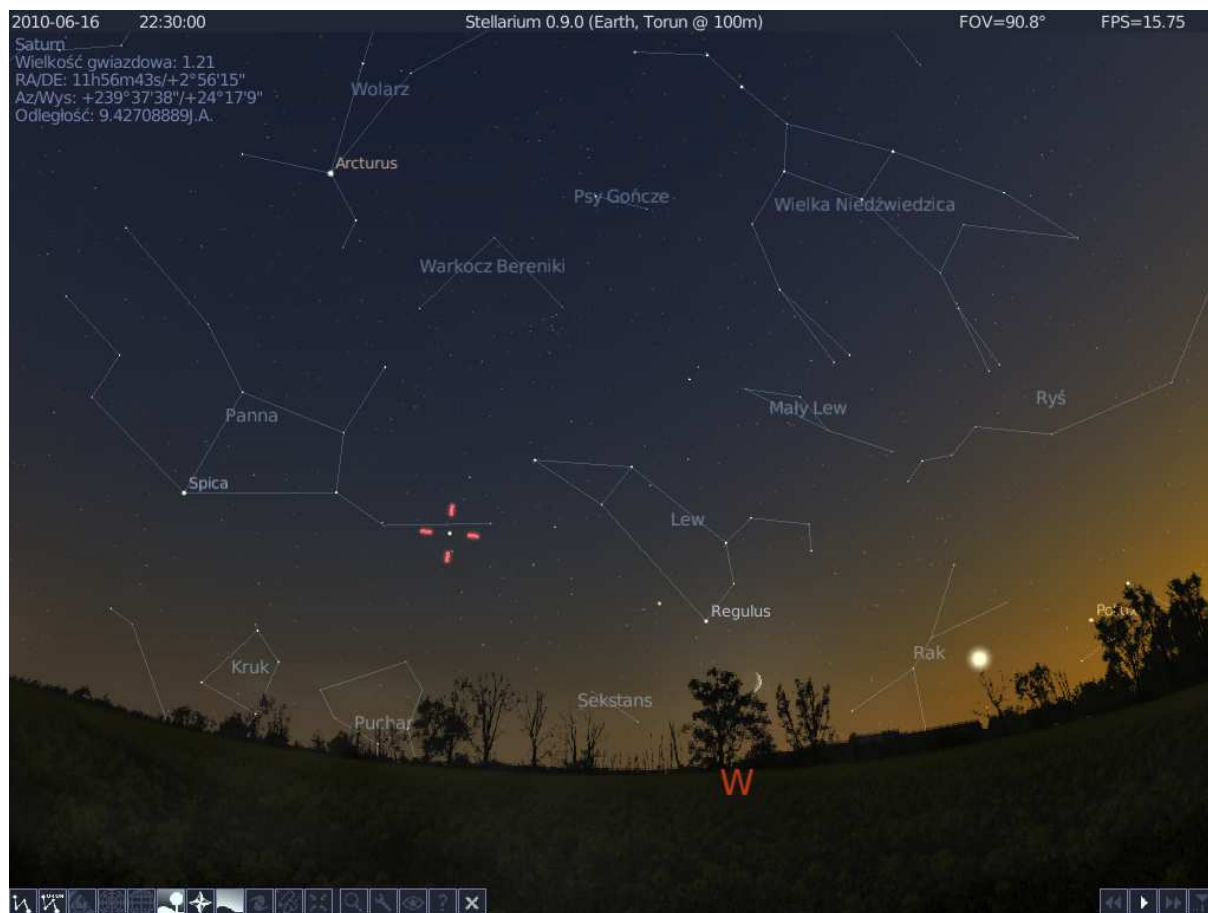 2010-06-16 22:30:00 Stellarium 0.9.0 (Earth, Torun @ 100m) FOV=90.8° FPS=15.75
Saturn
Wielkość gwiazdowa: 1.21
RA/DE: 11h56m43s/+2°56'15"
Az/Wys: +239°37'38"/+24°17'9"
Odległość: 9.42708889J.A.
Wolarz
Arcturus
Psy Gończe
Wielka Niedźwiedzica
Warkocz Bereniki
Panna
Mały Lew
Ryś
Spica
Lew
Regulus
Kruk
Rak
Sekstans
Puchar
W
?